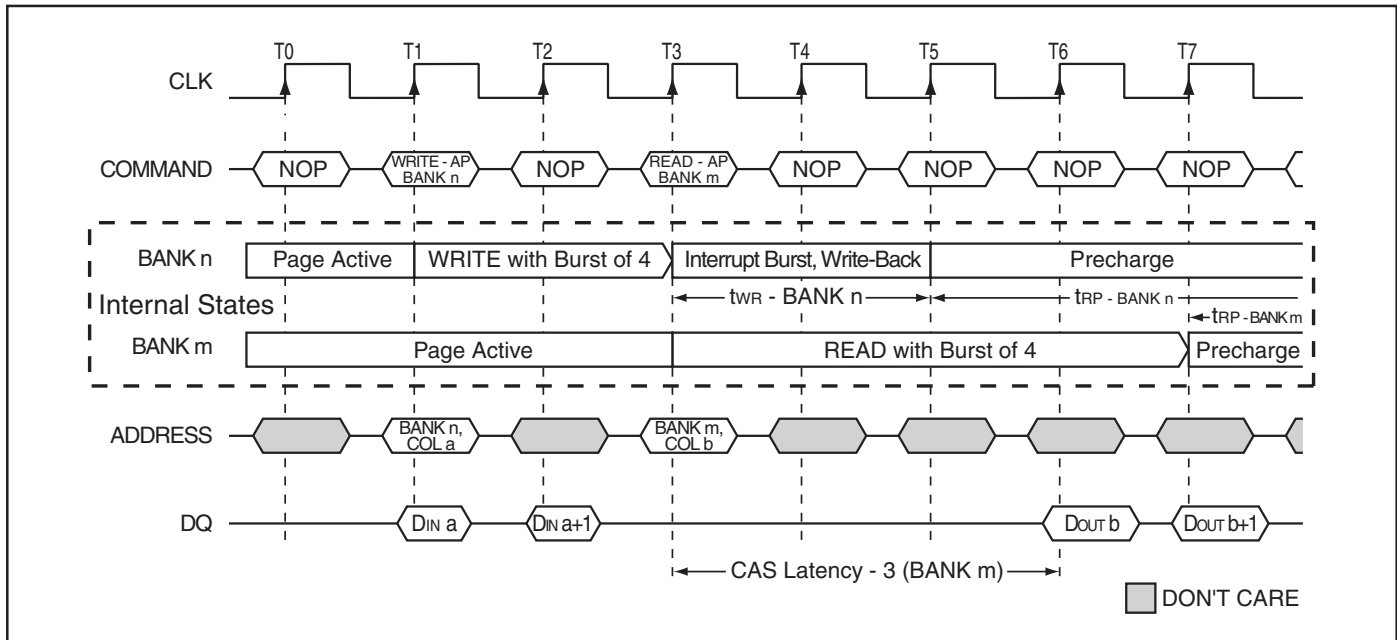 T0 T1 T2 T3 T4 T5 T6 T7
CLK
COMMAND NOP WRITE - AP BANK n NOP READ - AP BANK m NOP NOP NOP NOP
BANK n Page Active WRITE with Burst of 4 Interrupt Burst, Write-Back Precharge
Internal States tWR - BANK n tRP - BANK n
tRP - BANK m
BANK m Page Active READ with Burst of 4 Precharge
ADDRESS BANK n, COL a BANK m, COL b
DQ DIN a DIN a+1 DOUT b DOUT b+1
CAS Latency - 3 (BANK m)
DON'T CARE